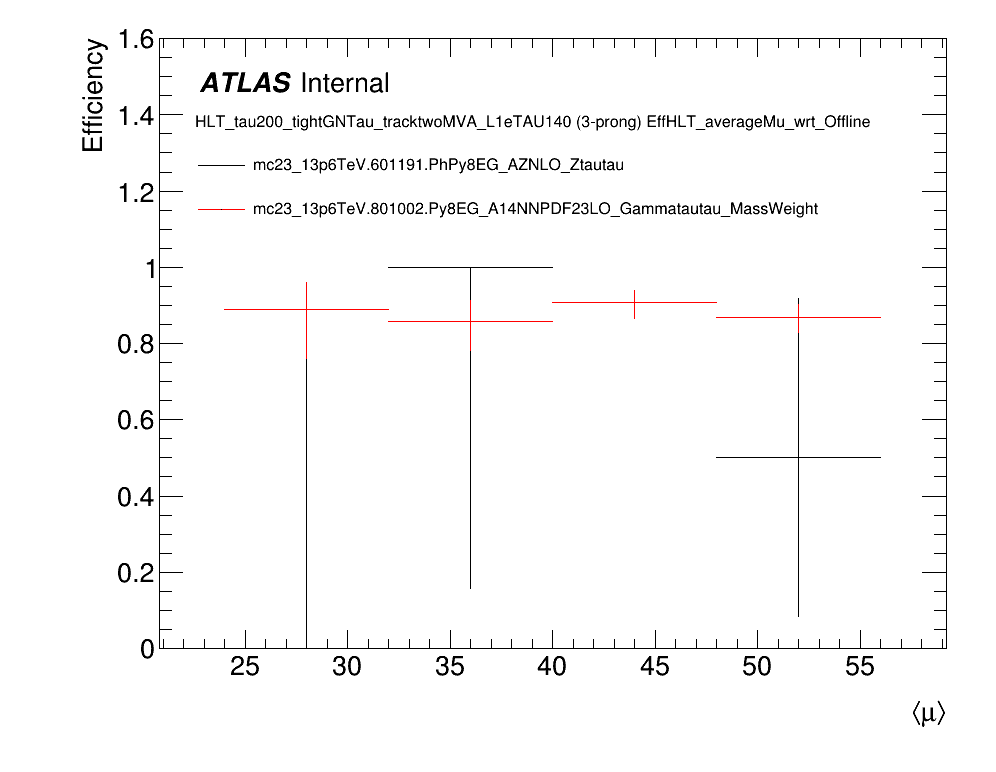 Efficiency
1.6
1.4
1.2
1
0.8
0.6
0.4
0.2
0
ATLAS Internal
HLT_tau200_tightGNTau_tracktwoMVA_L1eTAU140 (3-prong) EffHLT_averageMu_wrt_Offline
mc23_13p6TeV.601191.PhPy8EG_AZNLO_Ztautau
mc23_13p6TeV.801002.Py8EG_A14NNPDF23LO_Gammatautau_MassWeight
25 30 35 40 45 50 55
⟨μ⟩